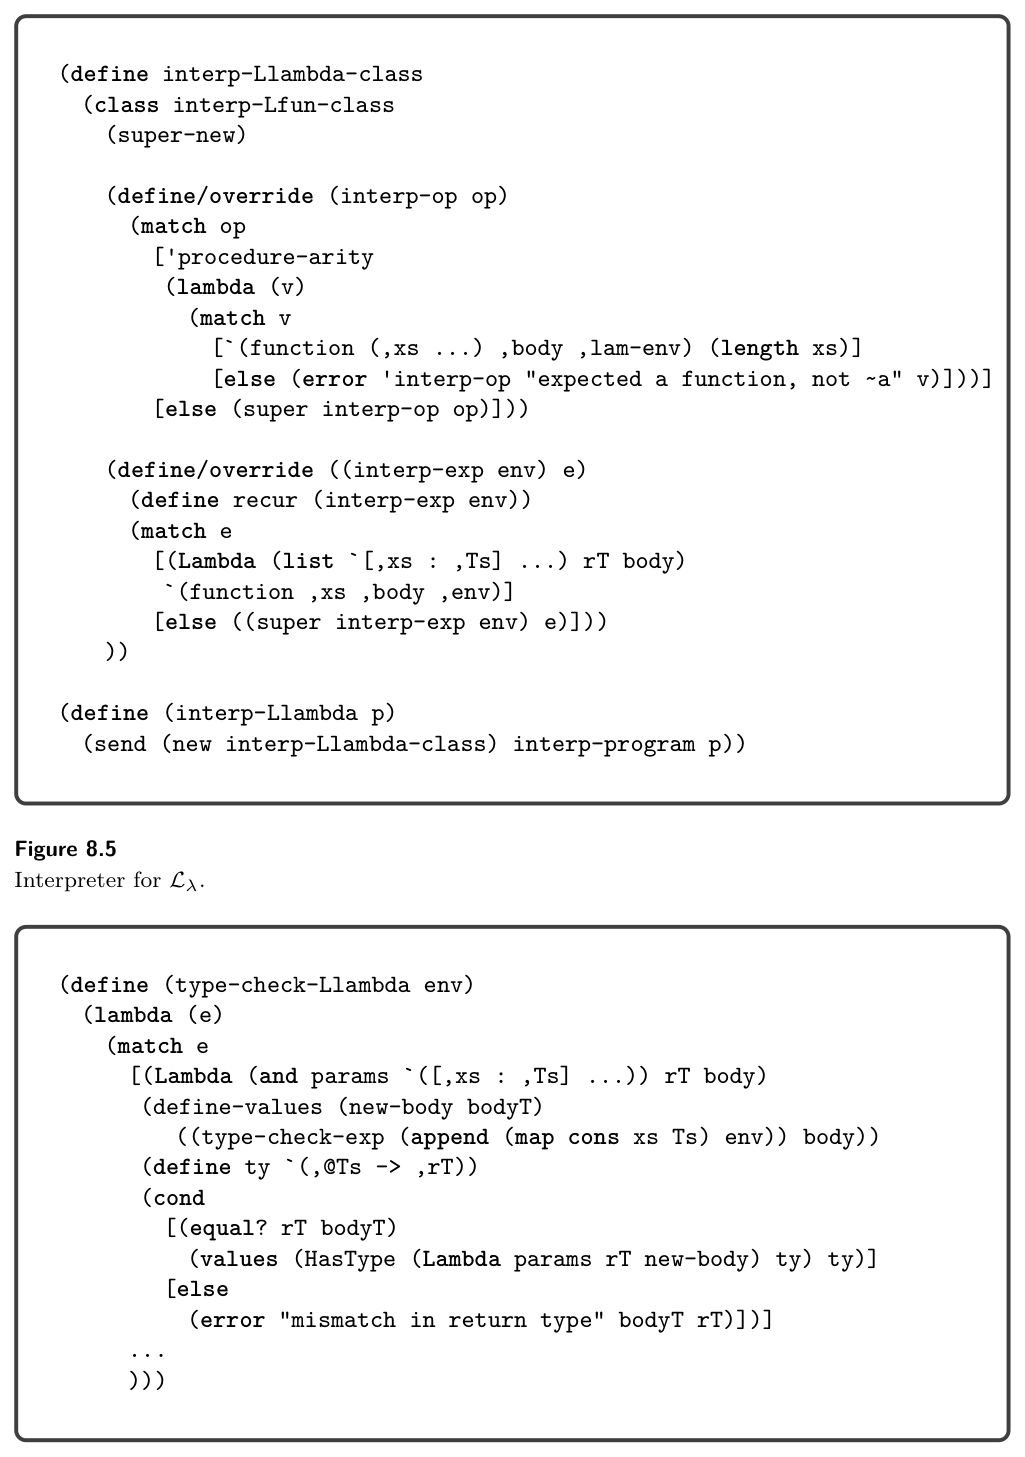 (define interp-Llambda-class
  (class interp-Lfun-class
    (super-new)

    (define/override (interp-op op)
      (match op
        ['procedure-arity
         (lambda (v)
           (match v
             [`(function (,xs ...) ,body ,lam-env) (length xs)]
             [else (error 'interp-op "expected a function, not ~a" v)]))]
        [else (super interp-op op)]))

    (define/override ((interp-exp env) e)
      (define recur (interp-exp env))
      (match e
        [(Lambda (list `[,xs : ,Ts] ...) rT body)
         `(function ,xs ,body ,env)]
        [else ((super interp-exp env) e)]))
    ))

(define (interp-Llambda p)
  (send (new interp-Llambda-class) interp-program p))

Figure 8.5
Interpreter for ℒλ.

(define (type-check-Llambda env)
  (lambda (e)
    (match e
      [(Lambda (and params `([,xs : ,Ts] ...)) rT body)
       (define-values (new-body bodyT)
          ((type-check-exp (append (map cons xs Ts) env)) body))
       (define ty `(,@Ts -> ,rT))
       (cond
         [(equal? rT bodyT)
           (values (HasType (Lambda params rT new-body) ty) ty)]
         [else
           (error "mismatch in return type" bodyT rT)])]
      ...
      )))